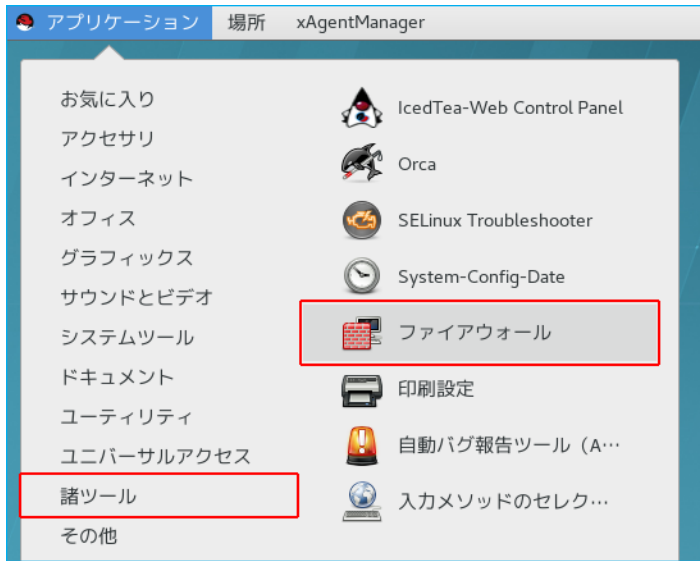 アプリケーション 場所 xAgentManager
お気に入り
アクセサリ
インターネット
オフィス
グラフィックス
サウンドとビデオ
システムツール
ドキュメント
ユーティリティ
ユニバーサルアクセス
諸ツール
その他
IcedTea-Web Control Panel
Orca
SELinux Troubleshooter
System-Config-Date
ファイアウォール
印刷設定
自動バグ報告ツール（A…
入力メソッドのセレク…